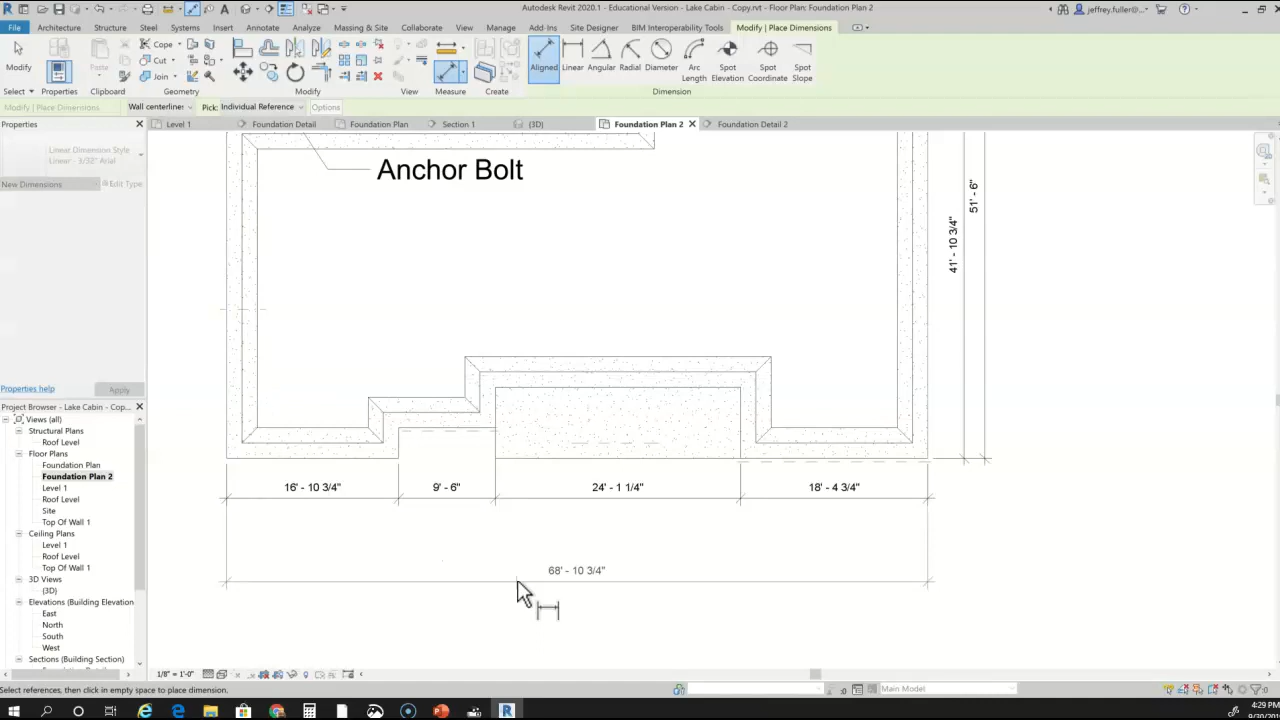 Autodesk Revit 2020.1 - Educational Version - Lake Cabin - Copy.rvt - Floor Plan: Foundation Plan 2
jeffrey.fuller@...
File Architecture Structure Steel Systems Insert Annotate Analyze Massing & Site Collaborate View Manage Add-Ins Site Designer BIM Interoperability Tools Modify | Place Dimensions
Modify
Paste
Cope
Cut
Join
Aligned Linear Angular Radial Diameter Arc Length Spot Elevation Spot Coordinate Spot Slope
Select Properties Clipboard Geometry Modify View Measure Create Dimension
Modify | Place Dimensions Wall centerlines Pick: Individual Reference Options
Properties
Level 1 Foundation Detail Foundation Plan Section 1 {3D} Foundation Plan 2 Foundation Detail 2
Linear Dimension Style
Linear - 3/32" Arial
New Dimensions Edit Type
Anchor Bolt
51' - 6"
41' - 10 3/4"
16' - 10 3/4" 9' - 6" 24' - 1 1/4" 18' - 4 3/4"
68' - 10 3/4"
Properties help Apply
Project Browser - Lake Cabin - Cop...
Views (all)
Structural Plans
Roof Level
Floor Plans
Foundation Plan
Foundation Plan 2
Level 1
Roof Level
Site
Top Of Wall 1
Ceiling Plans
Level 1
Roof Level
Top Of Wall 1
3D Views
{3D}
Elevations (Building Elevation
East
North
South
West
Sections (Building Section)
1/8" = 1'-0"
Select references, then click in empty space to place dimension.
:0 Main Model :0
4:29 PM